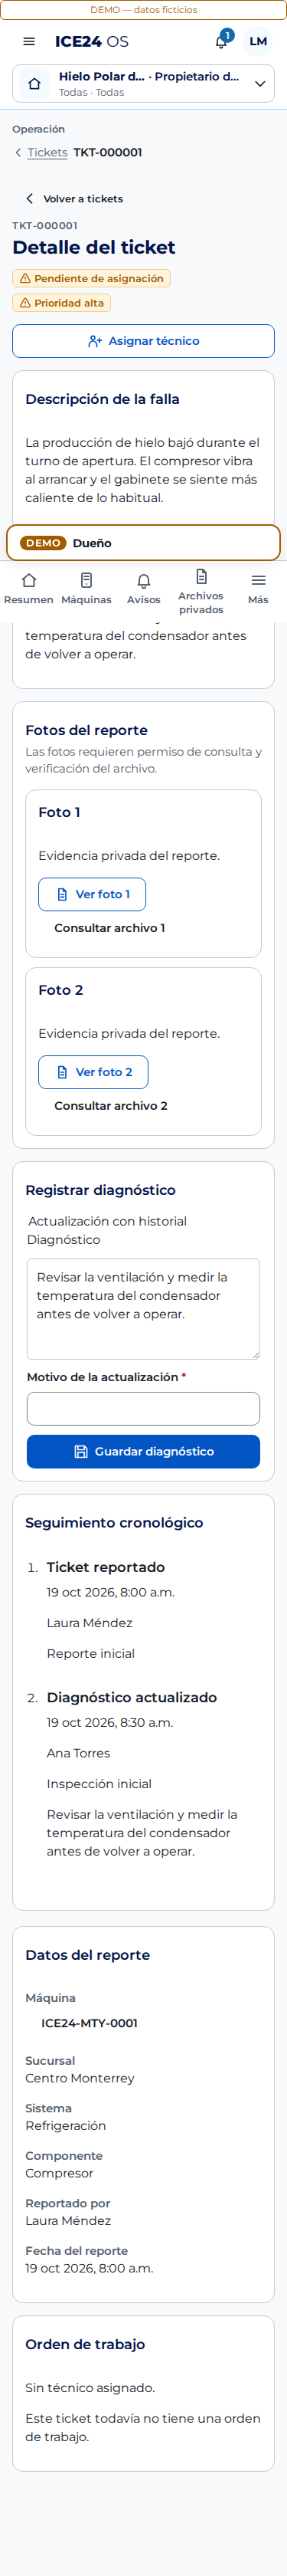 DEMO — datos ficticios
ICE24 OS
1
LM
Hielo Polar d... · Propietario d...
Todas · Todas
Operación
Tickets TKT-000001
Volver a tickets
TKT-000001
Detalle del ticket
Pendiente de asignación
Prioridad alta
Asignar técnico
Descripción de la falla
La producción de hielo bajó durante el
turno de apertura. El compresor vibra
al arrancar y el gabinete se siente más
caliente de lo habitual.
DEMO Dueño
Resumen
Máquinas
Avisos
Archivos
privados
Más
temperatura del condensador antes
de volver a operar.
Fotos del reporte
Las fotos requieren permiso de consulta y
verificación del archivo.
Foto 1
Evidencia privada del reporte.
Ver foto 1
Consultar archivo 1
Foto 2
Evidencia privada del reporte.
Ver foto 2
Consultar archivo 2
Registrar diagnóstico
Actualización con historial
Diagnóstico
Revisar la ventilación y medir la
temperatura del condensador
antes de volver a operar.
Motivo de la actualización *
Guardar diagnóstico
Seguimiento cronológico
1. Ticket reportado
19 oct 2026, 8:00 a.m.
Laura Méndez
Reporte inicial
2. Diagnóstico actualizado
19 oct 2026, 8:30 a.m.
Ana Torres
Inspección inicial
Revisar la ventilación y medir la
temperatura del condensador
antes de volver a operar.
Datos del reporte
Máquina
ICE24-MTY-0001
Sucursal
Centro Monterrey
Sistema
Refrigeración
Componente
Compresor
Reportado por
Laura Méndez
Fecha del reporte
19 oct 2026, 8:00 a.m.
Orden de trabajo
Sin técnico asignado.
Este ticket todavía no tiene una orden
de trabajo.